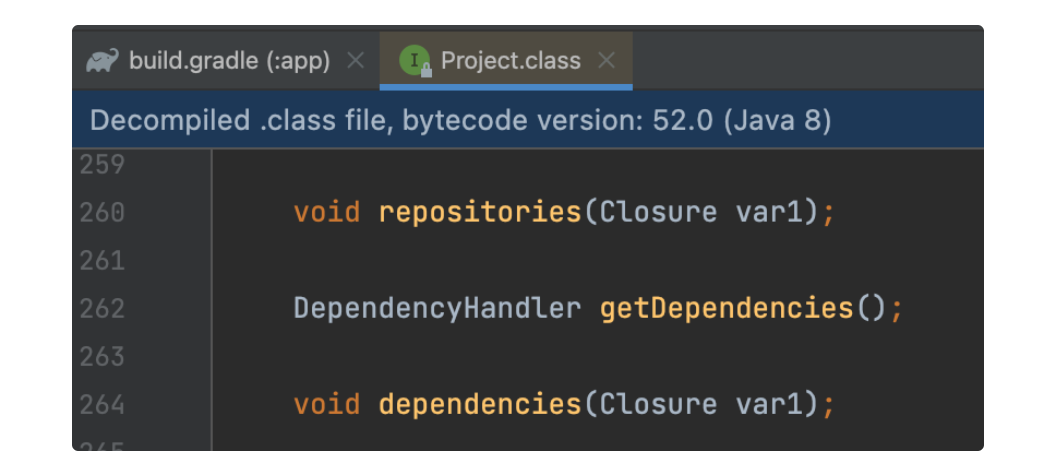 build.gradle (:app) Project.class
Decompiled .class file, bytecode version: 52.0 (Java 8)
259
260 void repositories(Closure var1);
261
262 DependencyHandler getDependencies();
263
264 void dependencies(Closure var1);
265